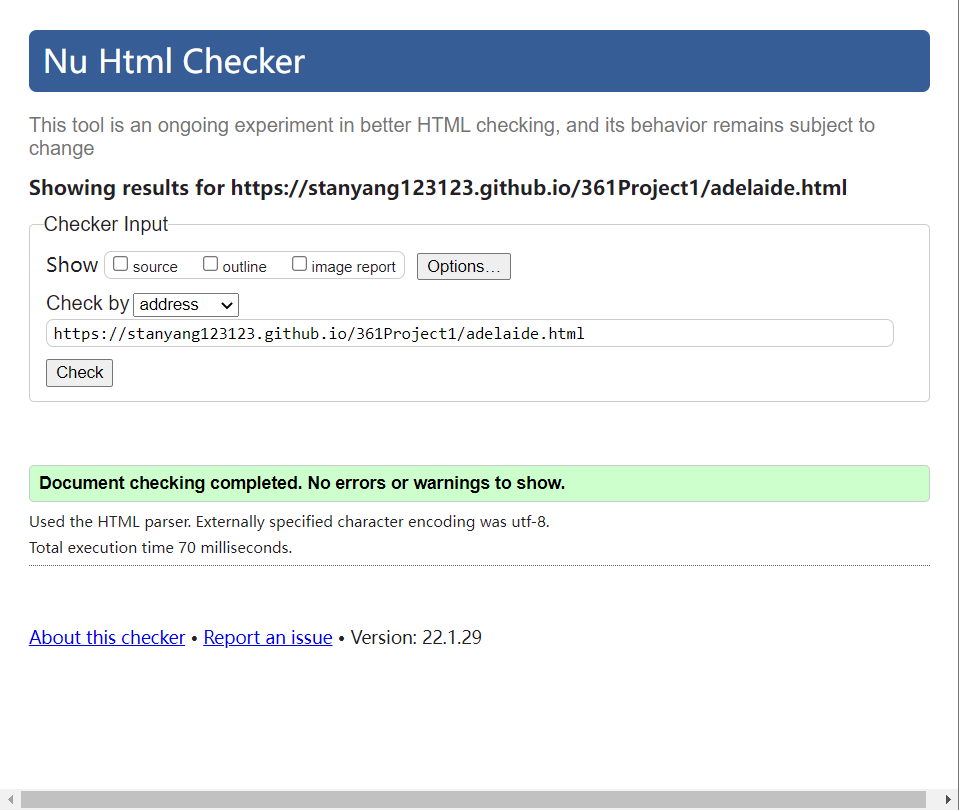 Nu Html Checker
This tool is an ongoing experiment in better HTML checking, and its behavior remains subject to
change
Showing results for https://stanyang123123.github.io/361Project1/adelaide.html
Checker Input
Show source outline image report Options…
Check by address
https://stanyang123123.github.io/361Project1/adelaide.html
Check
Document checking completed. No errors or warnings to show.
Used the HTML parser. Externally specified character encoding was utf-8.
Total execution time 70 milliseconds.
About this checker • Report an issue • Version: 22.1.29